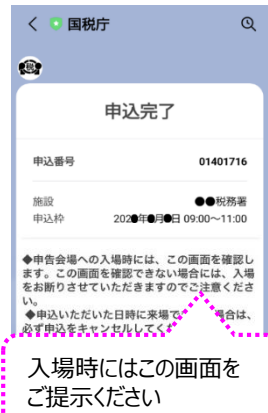 国税庁
申込完了
申込番号 01401716
施設 ●●税務署
申込枠 202●年●月●日 09:00～11:00
◆申告会場への入場時には、この画面を確認し
ます。この画面を確認できない場合には、入場
をお断りさせていただきますのでご注意くださ
い。
◆申込いただいた日時に来場で 場合は、
必ず申込をキャンセルしてく
入場時にはこの画面を
ご提示ください